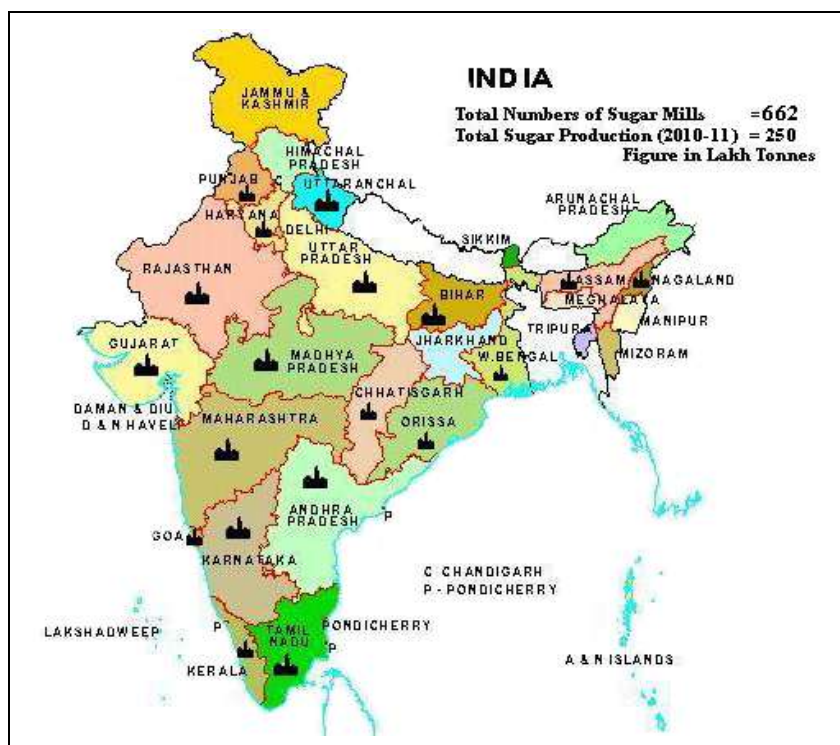 INDIA
Total Numbers of Sugar Mills =662
Total Sugar Production (2010-11) = 250
Figure in Lakh Tonnes
JAMMU &
KASHMIR
HIMACHAL
PRADESH
PUNJAB
C
UTTARANCHAL
HARYANA
DELHI
UTTAR
PRADESH
RAJASTHAN
ARUNACHAL
PRADESH
SIKKIM
ASSAM
NAGALAND
MEGHALAYA
BIHAR
MANIPUR
TRIPURA
MIZORAM
JHARKHAND
W.BENGAL
GUJARAT
MADHYA
PRADESH
CHHATISGARH
DAMAN & DIU
D & N HAVELI
MAHARASHTRA
ORISSA
ANDHRA
PRADESH
P
GOA
KARNATAKA
C CHANDIGARH
P - PONDICHERRY
LAKSHADWEEP
P
TAMIL
NADU
PONDICHERRY
P
KERALA
A & N ISLANDS